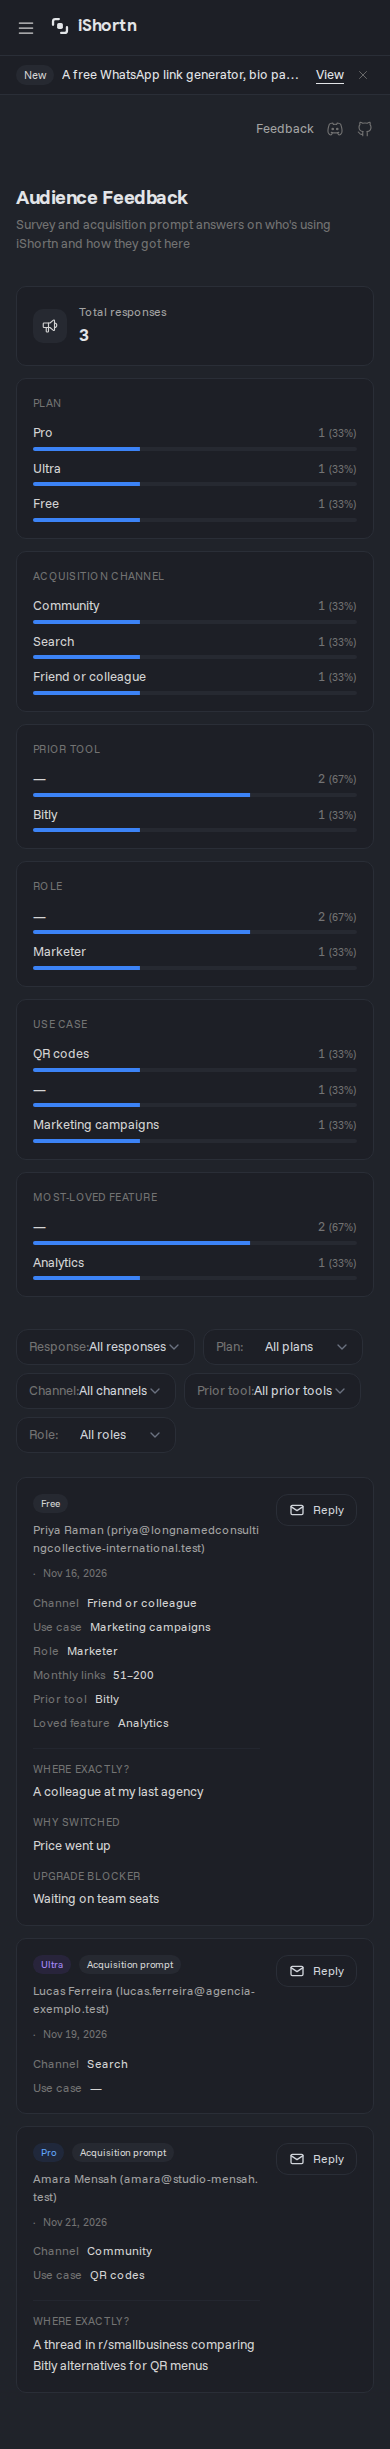 iShortn
New A free WhatsApp link generator, bio pa... View
Feedback
Audience Feedback
Survey and acquisition prompt answers on who's using
iShortn and how they got here
Total responses
3
PLAN
Pro 1 (33%)
Ultra 1 (33%)
Free 1 (33%)
ACQUISITION CHANNEL
Community 1 (33%)
Search 1 (33%)
Friend or colleague 1 (33%)
PRIOR TOOL
— 2 (67%)
Bitly 1 (33%)
ROLE
— 2 (67%)
Marketer 1 (33%)
USE CASE
QR codes 1 (33%)
— 1 (33%)
Marketing campaigns 1 (33%)
MOST-LOVED FEATURE
— 2 (67%)
Analytics 1 (33%)
Response: All responses Plan: All plans
Channel: All channels Prior tool: All prior tools
Role: All roles
Free Reply
Priya Raman (priya@longnamedconsulti
ngcollective-international.test)
· Nov 16, 2026
Channel Friend or colleague
Use case Marketing campaigns
Role Marketer
Monthly links 51–200
Prior tool Bitly
Loved feature Analytics
WHERE EXACTLY?
A colleague at my last agency
WHY SWITCHED
Price went up
UPGRADE BLOCKER
Waiting on team seats
Ultra Acquisition prompt Reply
Lucas Ferreira (lucas.ferreira@agencia-
exemplo.test)
· Nov 19, 2026
Channel Search
Use case —
Pro Acquisition prompt Reply
Amara Mensah (amara@studio-mensah.
test)
· Nov 21, 2026
Channel Community
Use case QR codes
WHERE EXACTLY?
A thread in r/smallbusiness comparing
Bitly alternatives for QR menus